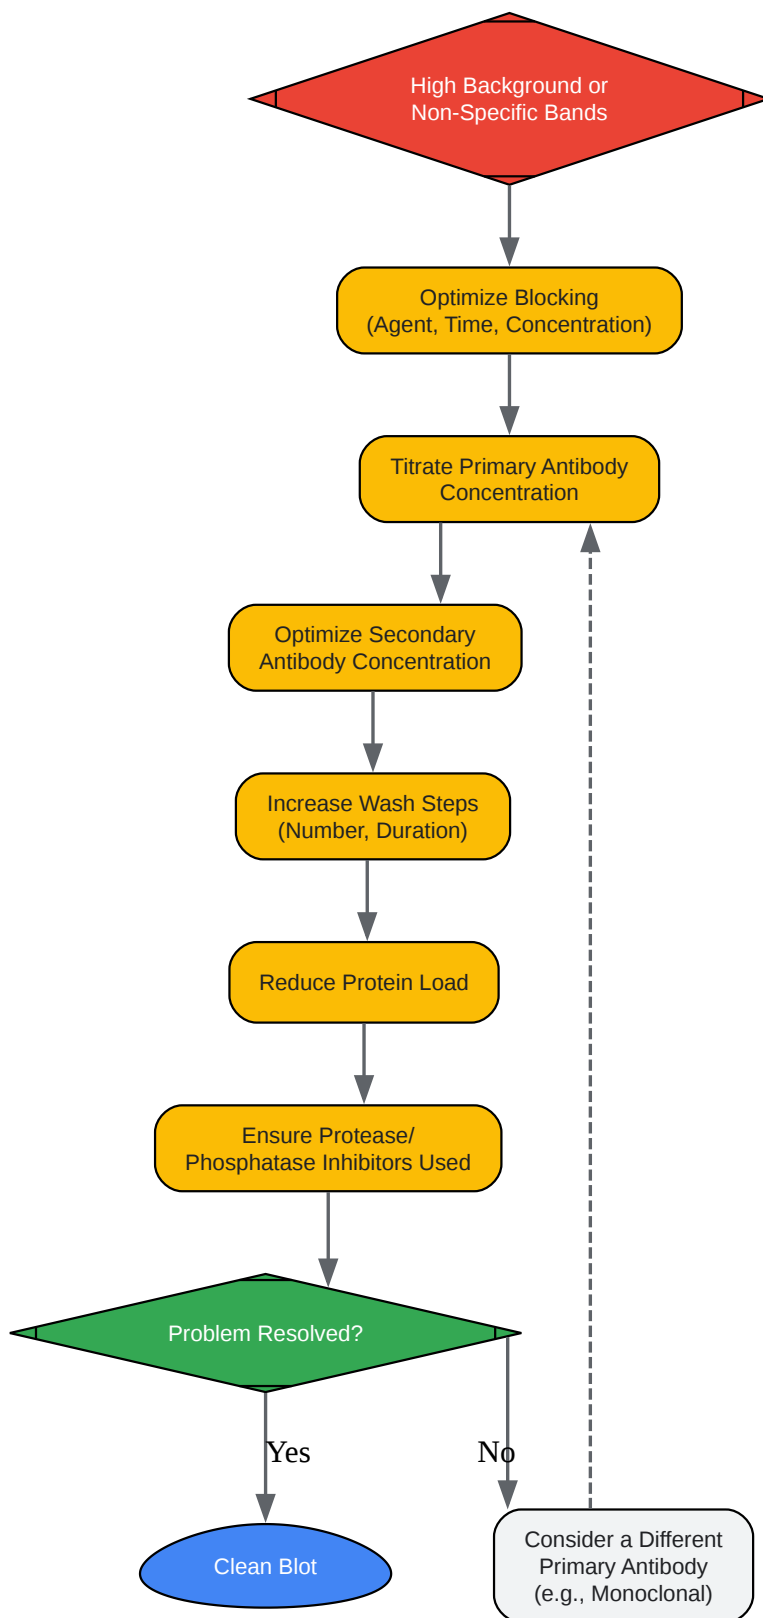 High Background or
Non-Specific Bands
Optimize Blocking
(Agent, Time, Concentration)
Titrate Primary Antibody
Concentration
Optimize Secondary
Antibody Concentration
Increase Wash Steps
(Number, Duration)
Reduce Protein Load
Ensure Protease/
Phosphatase Inhibitors Used
Problem Resolved?
Yes
No
Clean Blot
Consider a Different
Primary Antibody
(e.g., Monoclonal)